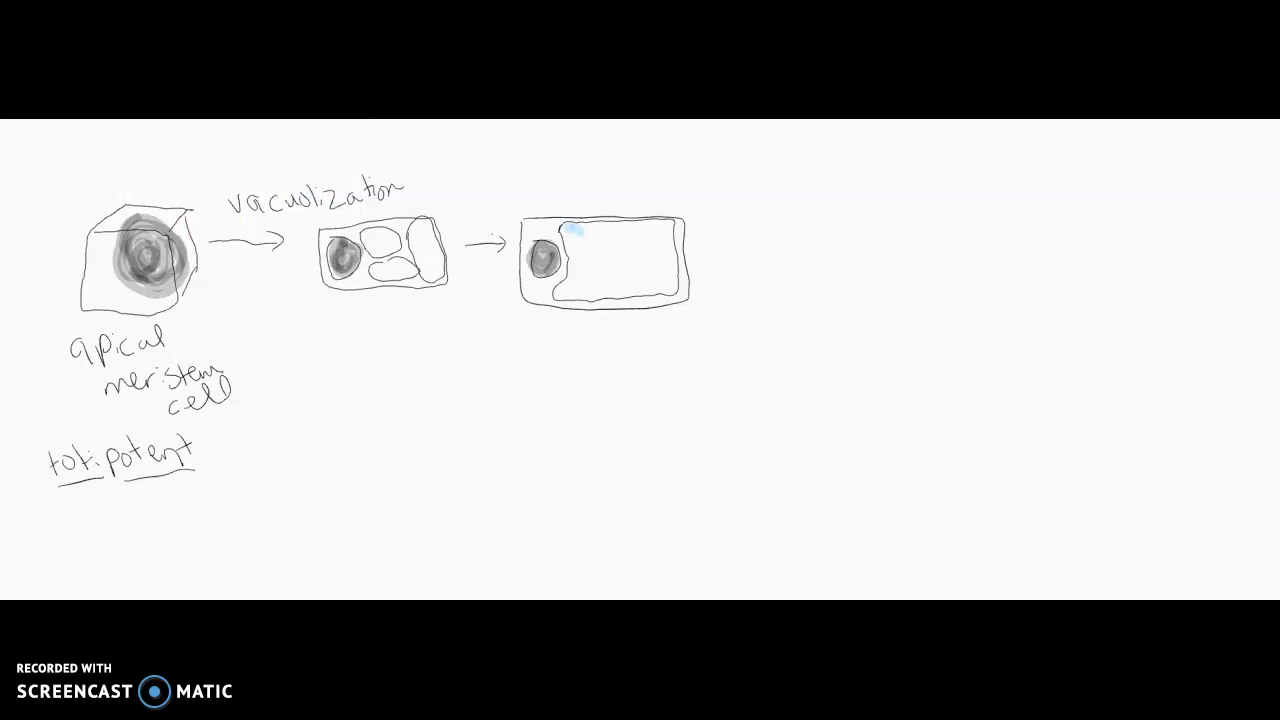 vacuolization
apical
meristem
cell
totipotent
RECORDED WITH
SCREENCAST MATIC